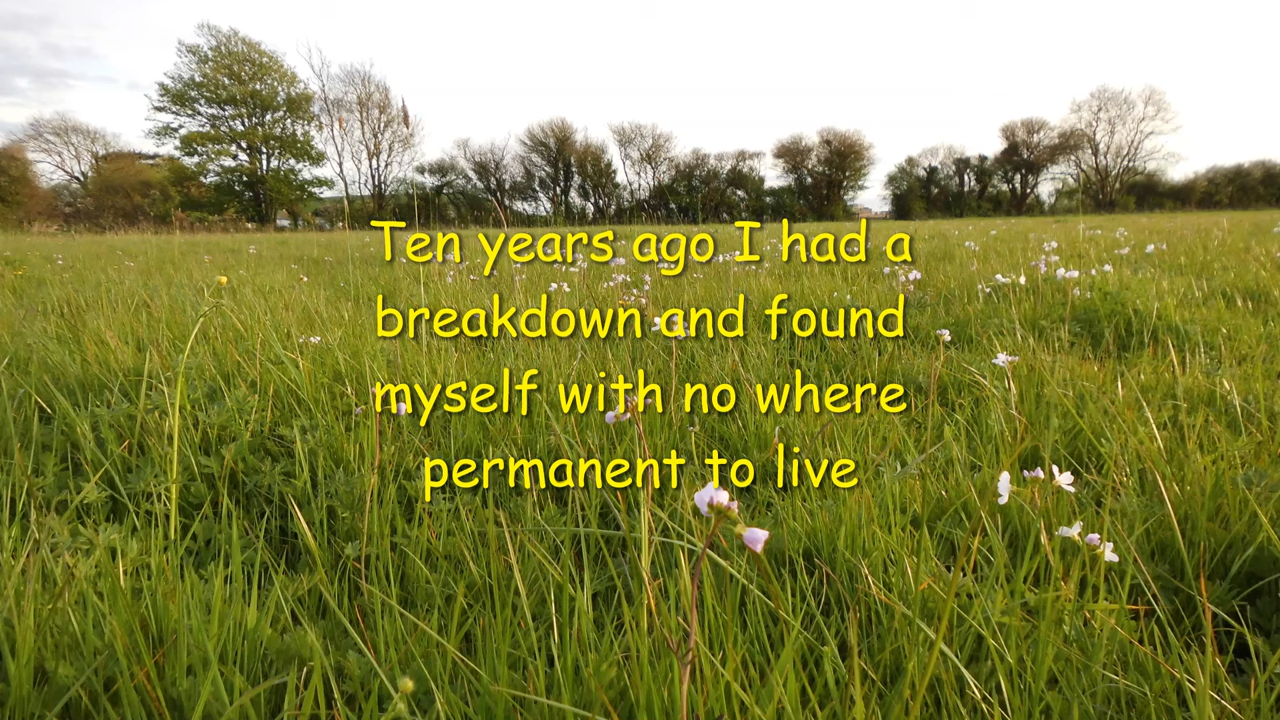 Ten years ago I had a
breakdown and found
myself with no where
permanent to live